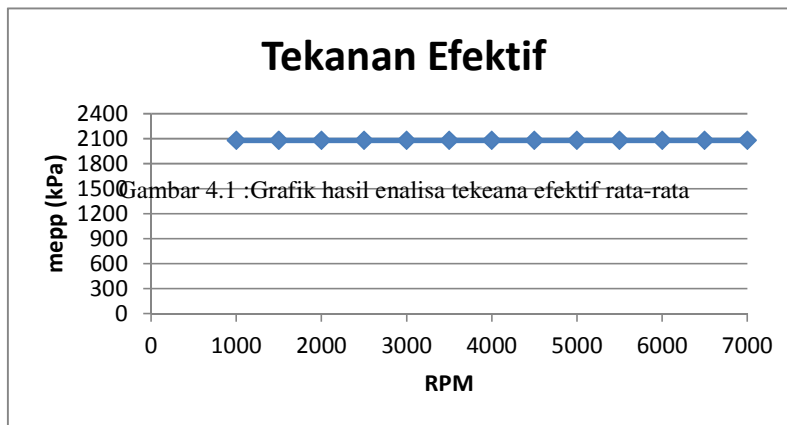 Tekanan Efektif
mepp (kPa)
2400
2100
1800
1500
1200
900
600
300
0
Gambar 4.1 :Grafik hasil enalisa tekeana efektif rata-rata
0 1000 2000 3000 4000 5000 6000 7000
RPM